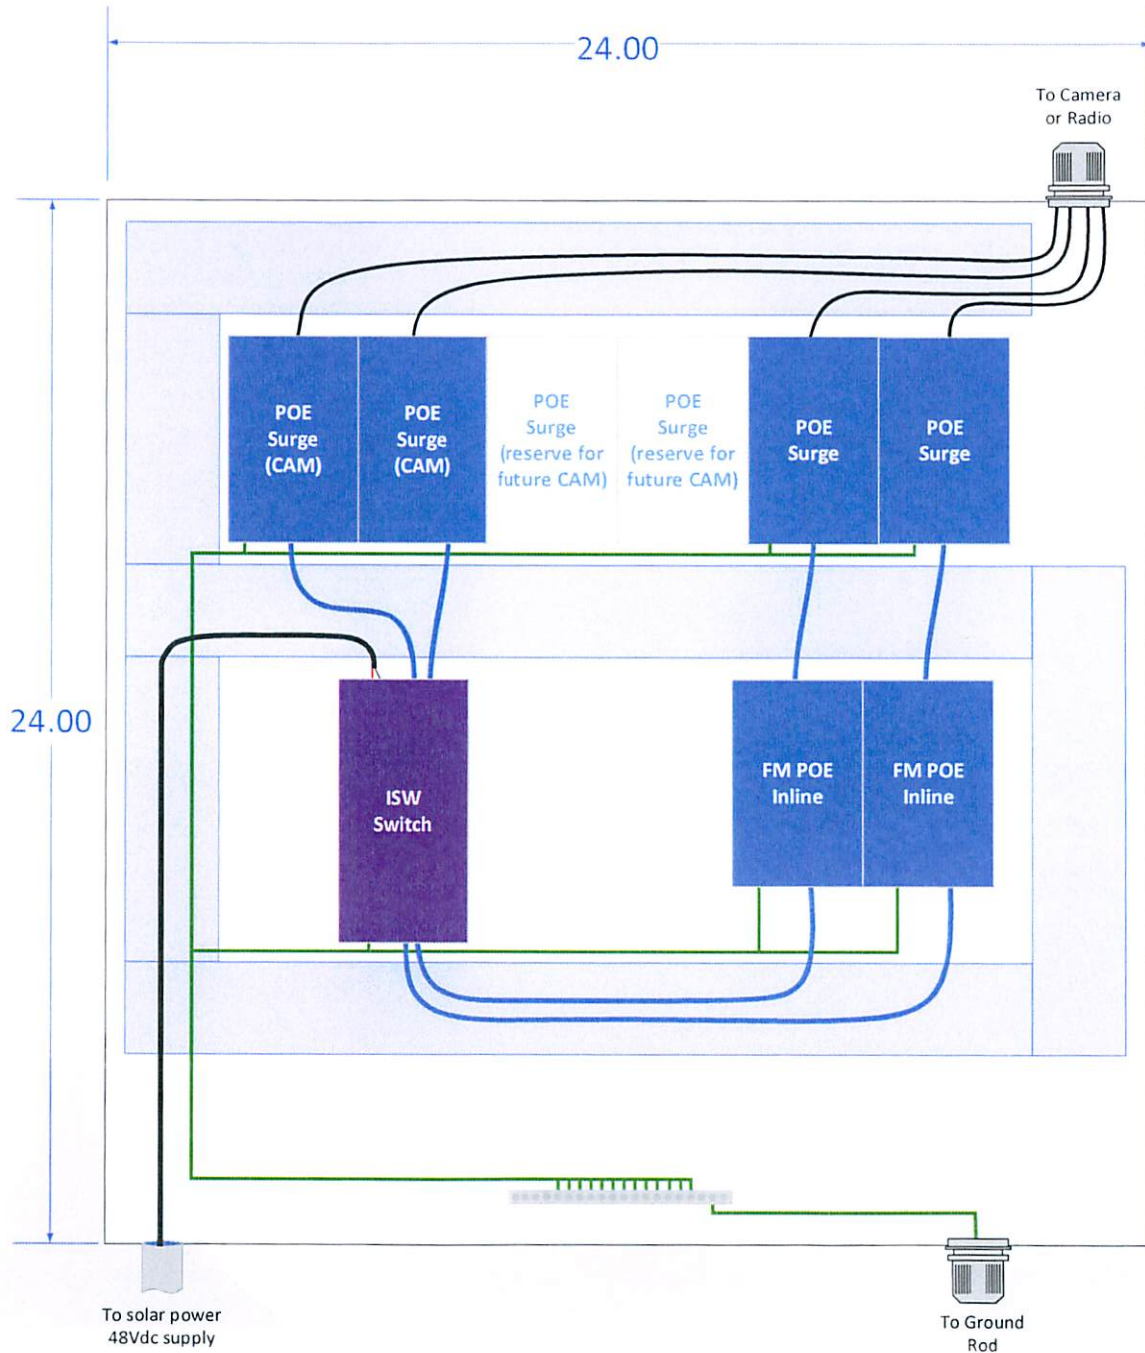 24.00
To Camera
or Radio
POE
Surge
(CAM)
POE
Surge
(CAM)
POE
Surge
(reserve for
future CAM)
POE
Surge
(reserve for
future CAM)
POE
Surge
POE
Surge
24.00
ISW
Switch
FM POE
Inline
FM POE
Inline
To solar power
48Vdc supply
To Ground
Rod